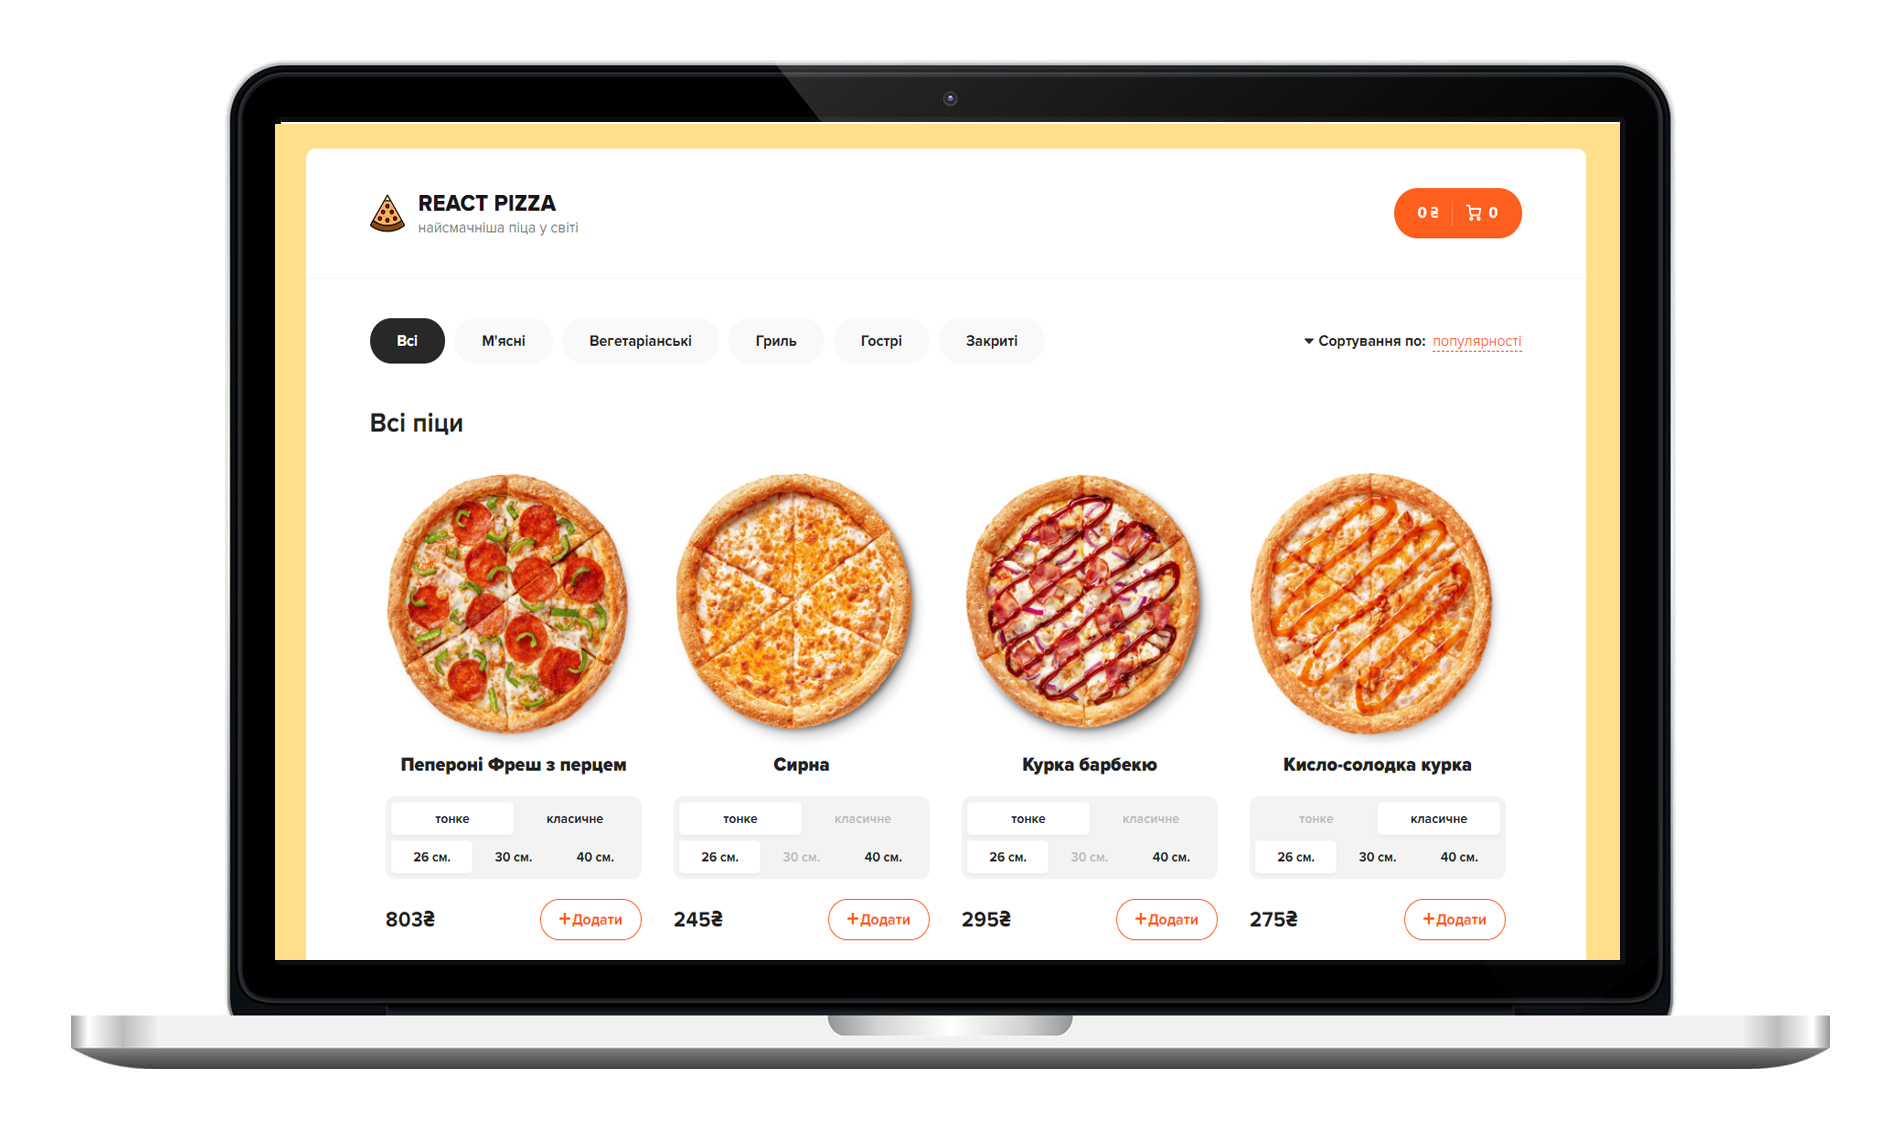 REACT PIZZA
найсмачніша піца у світі
0 ₴ 0
Всі М'ясні Вегетаріанські Гриль Гострі Закриті Сортування по: популярності
Всі піци
Пепероні Фреш з перцем Сирна Курка барбекю Кисло-солодка курка
тонке класичне тонке класичне тонке класичне тонке класичне
26 см. 30 см. 40 см. 26 см. 30 см. 40 см. 26 см. 30 см. 40 см. 26 см. 30 см. 40 см.
803₴ +Додати 245₴ +Додати 295₴ +Додати 275₴ +Додати